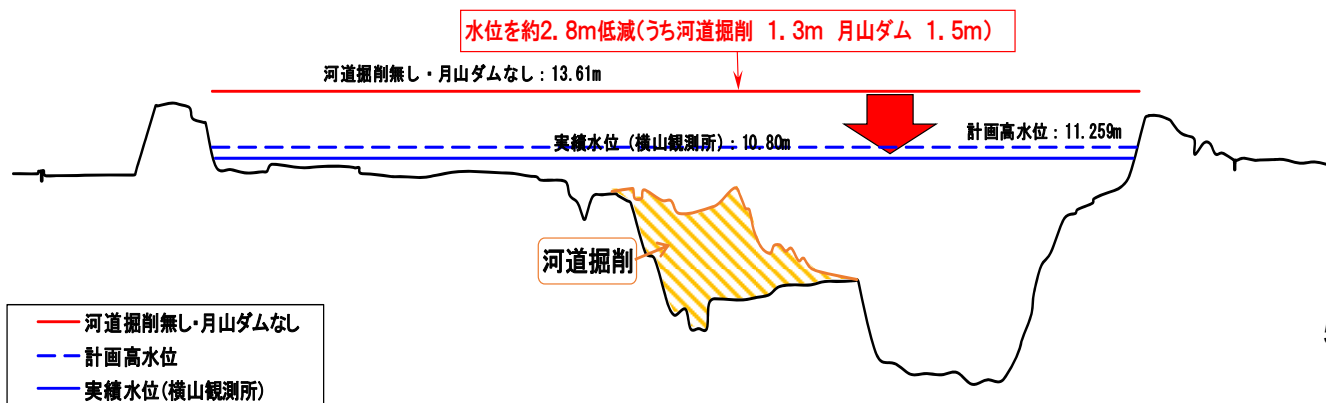 水位を約2.8m低減(うち河道掘削 1.3m 月山ダム 1.5m)
河道掘削無し・月山ダムなし：13.61m
計画高水位：11.259m
実績水位(横山観測所)：10.80m
河道掘削
河道掘削無し・月山ダムなし
計画高水位
実績水位(横山観測所)